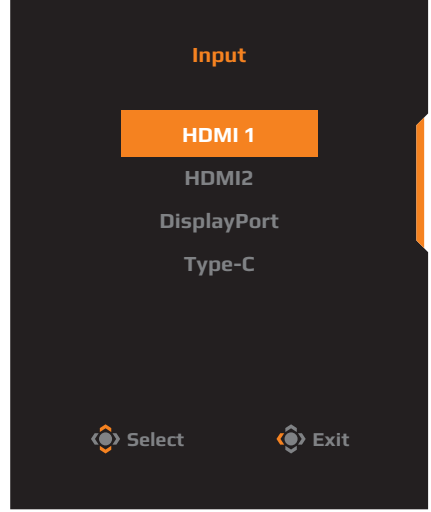 Input
HDMI 1
HDMI2
DisplayPort
Type-C
Select Exit